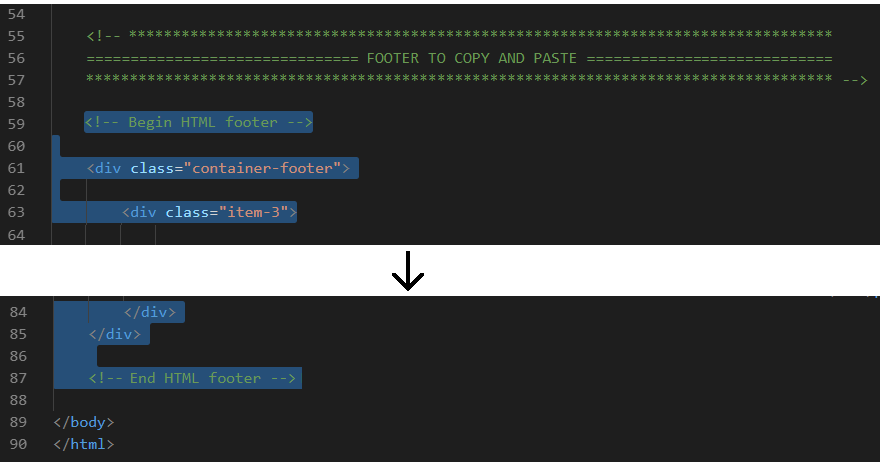 54
55 <!-- ********************************************************************************
56 =============================== FOOTER TO COPY AND PASTE ============================
57 ************************************************************************************* -->
58
59 <!-- Begin HTML footer -->
60
61 <div class="container-footer">
62
63 <div class="item-3">
64
84 </div>
85 </div>
86
87 <!-- End HTML footer -->
88
89 </body>
90 </html>